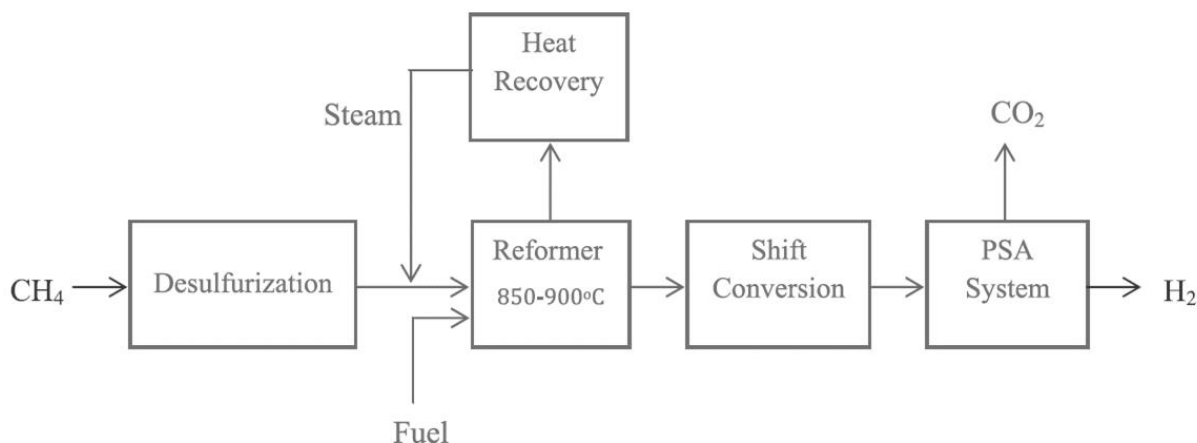 Heat
Recovery
Steam
CO₂
CH₄
Desulfurization
Reformer
850-900ºC
Shift
Conversion
PSA
System
H₂
Fuel